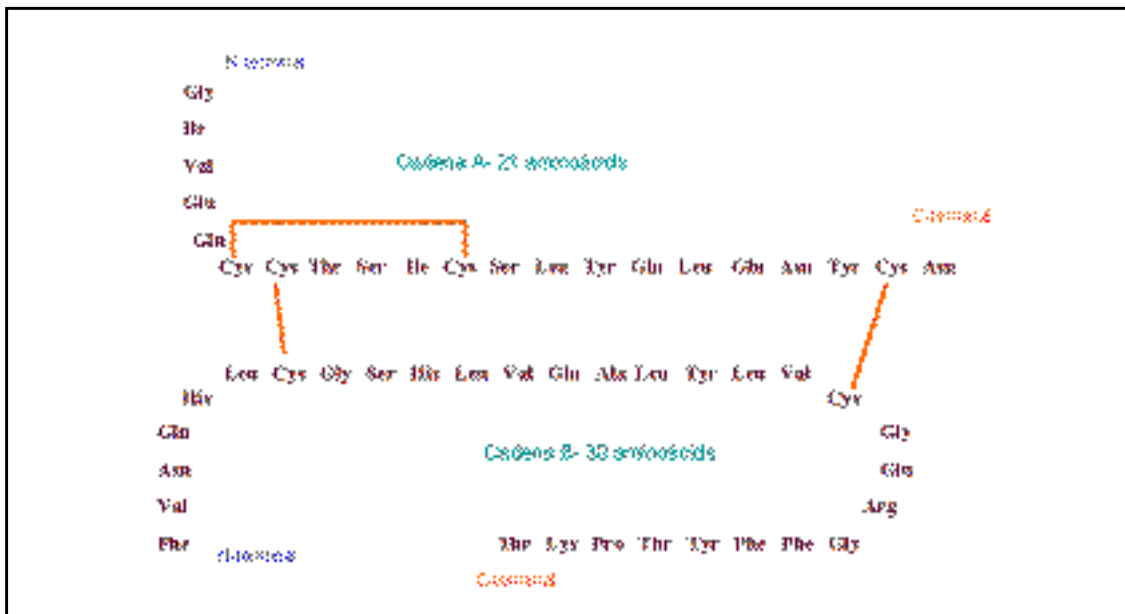 Gly
Ile
Val
Cadena A- 21 aminoàcids
Glu
Gln
Cys Cys Thr Ser Ile Cys Ser Leu Tyr Gln Leu Glu Asn Tyr Cys Asn
Leu Cys Gly Ser His Leu Val Glu Ala Leu Tyr Leu Val
His
Cys
Gln
Gly
Cadena B- 30 aminoàcids
Asn
Glu
Val
Arg
Phe
Thr Lys Pro Thr Tyr Phe Phe Gly